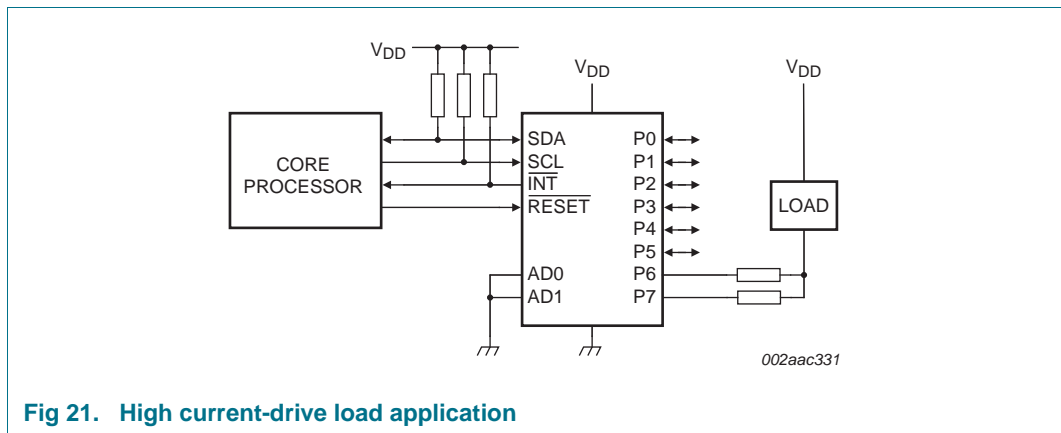 VDD
VDD
VDD
CORE
PROCESSOR
SDA
SCL
INT
RESET
AD0
AD1
P0
P1
P2
P3
P4
P5
P6
P7
LOAD
002aac331
Fig 21. High current-drive load application